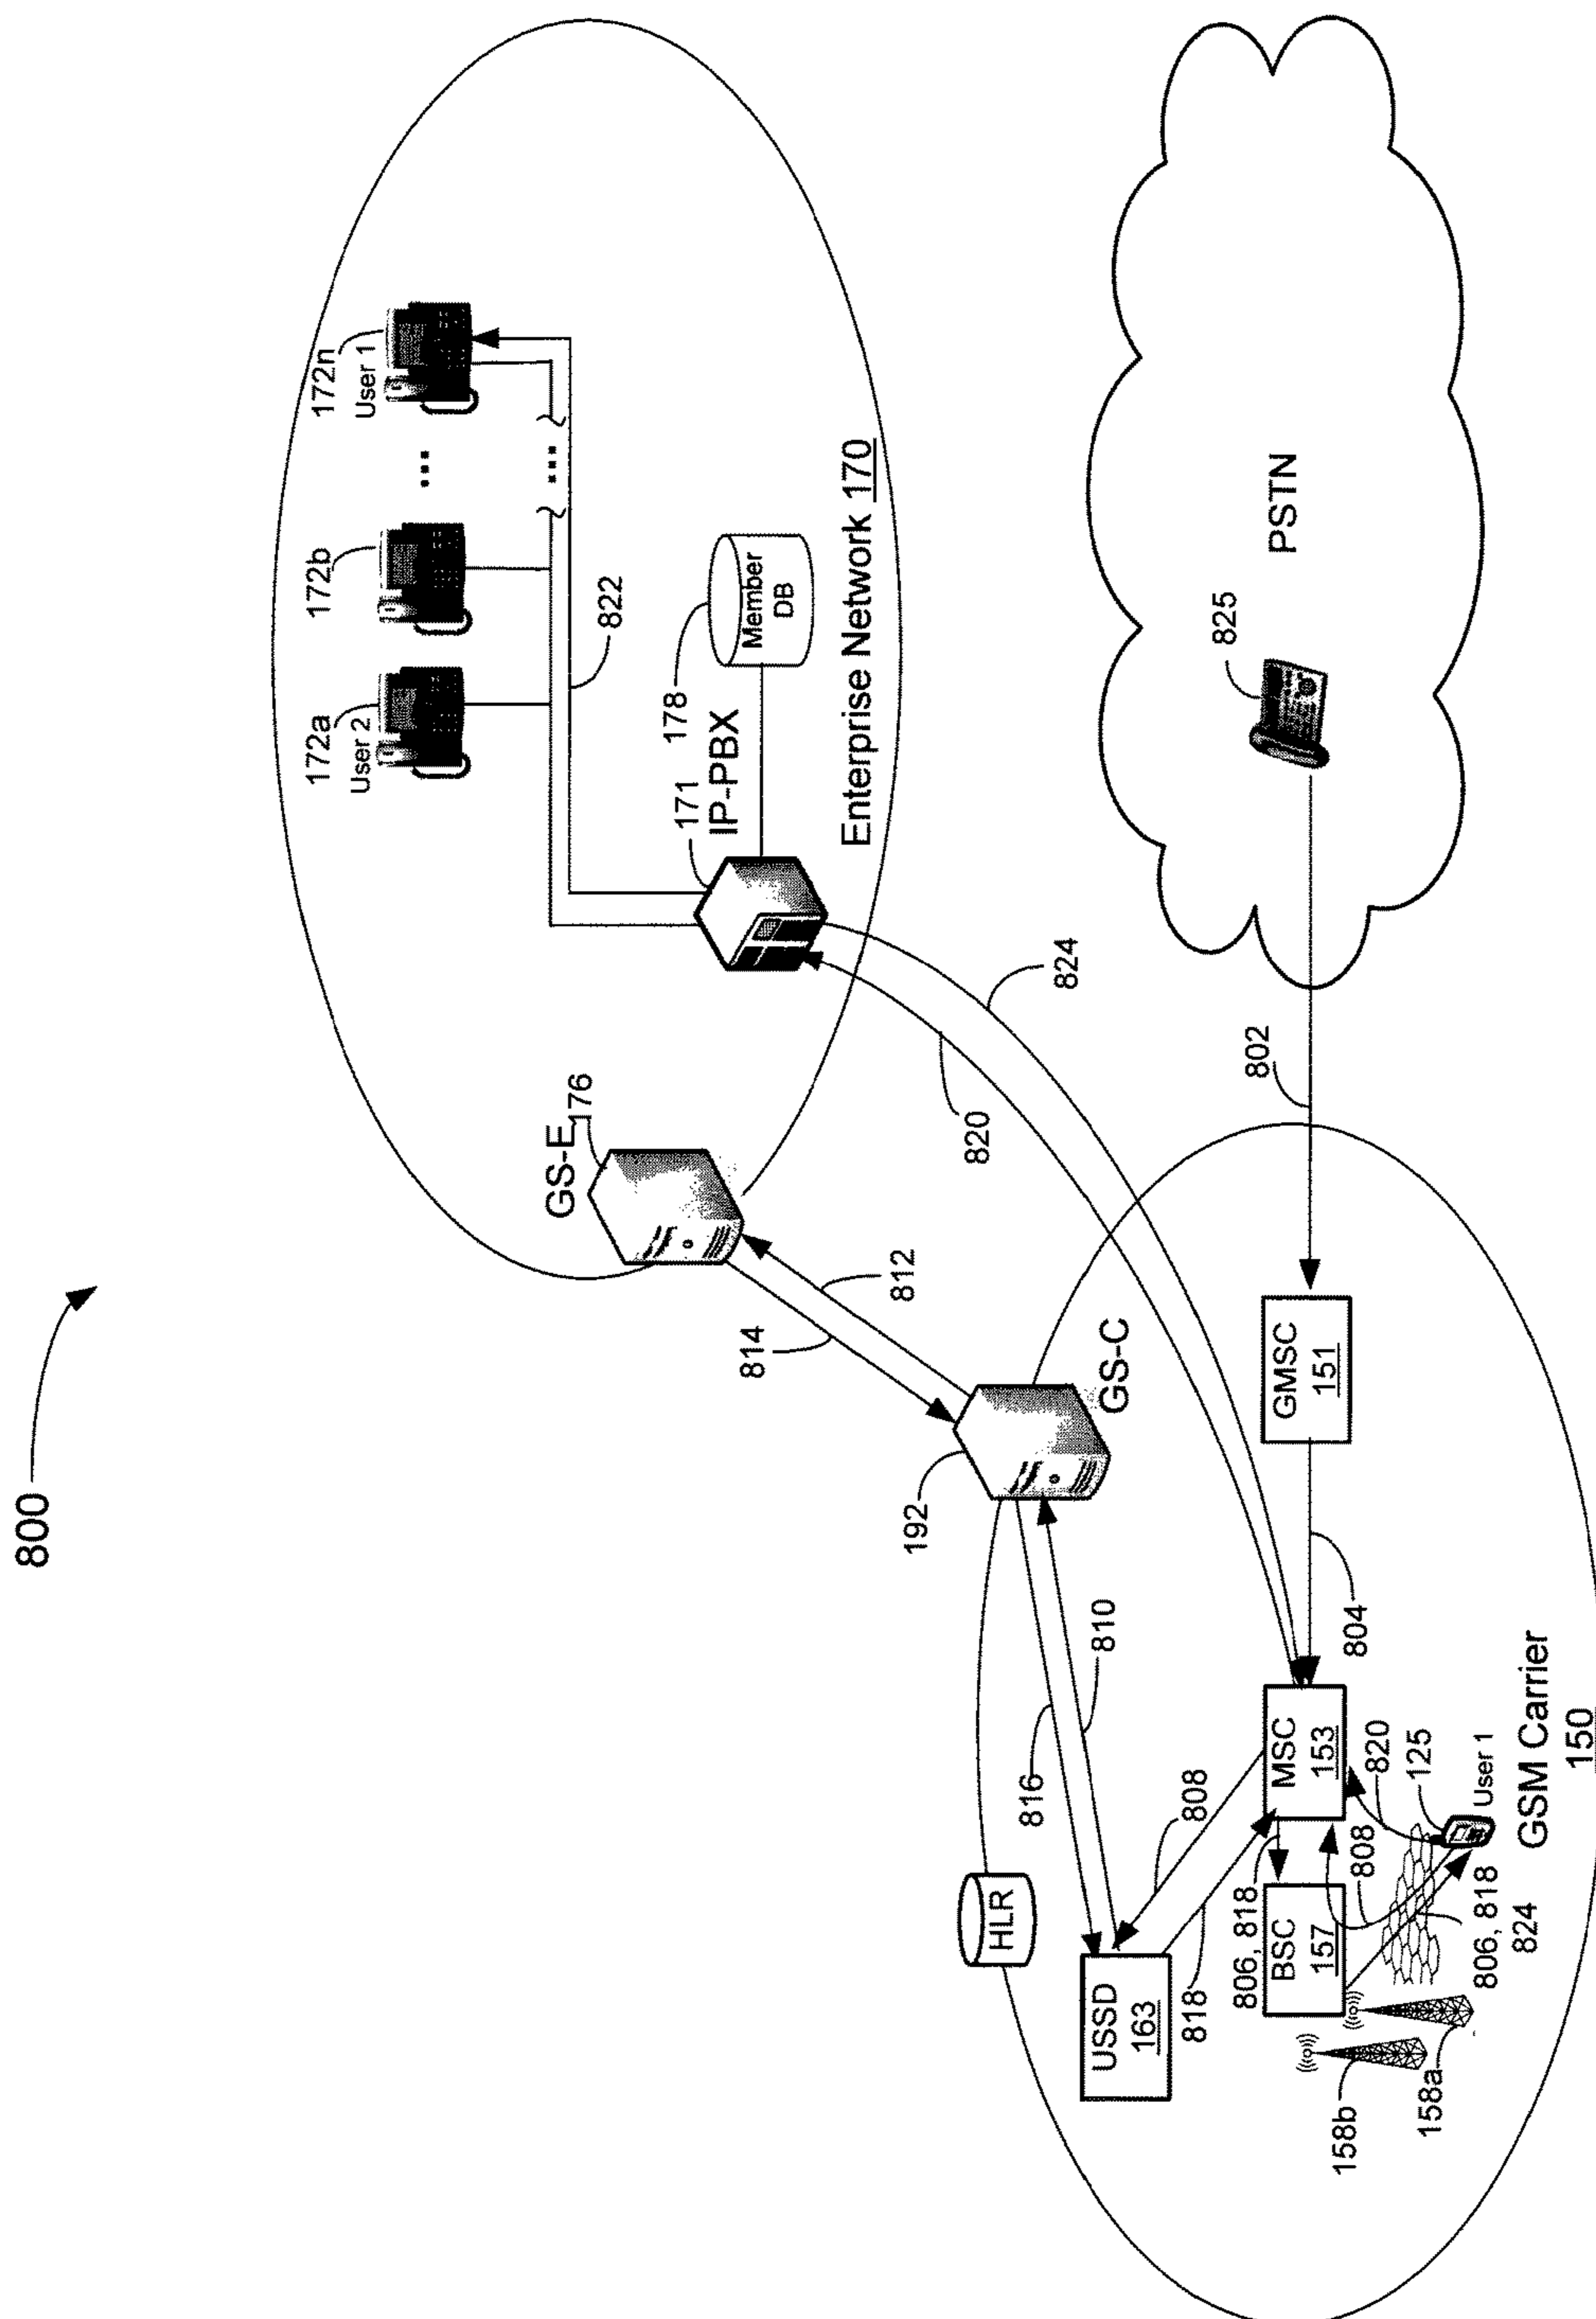 800
172a
User 2
172b
...
172n
User 1
...
822
178
Member
DB
171
IP-PBX
Enterprise Network 170
GS-E
176
814
812
820
824
192
GS-C
802
825
PSTN
HLR
816
810
USSD
163
808
818
806, 818
BSC
157
MSC
153
804
GMSC
151
820
808
125
User 1
806, 818
824
158b
158a
GSM Carrier
150